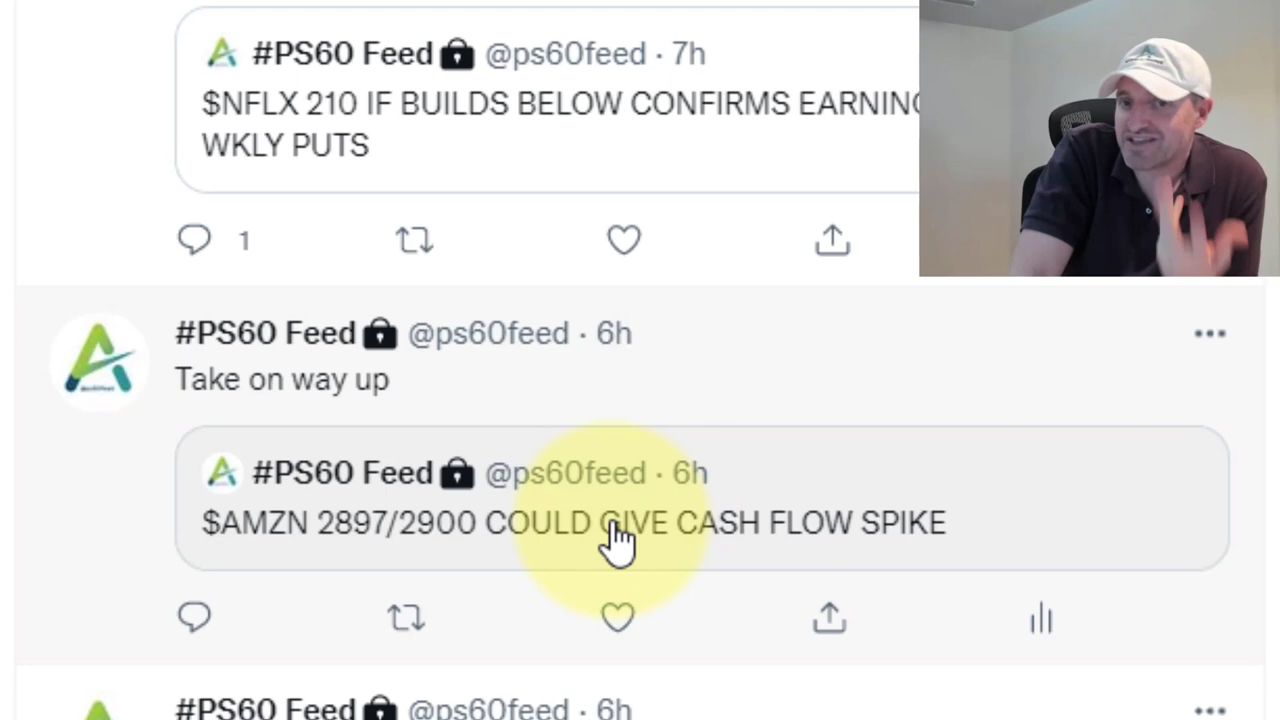 #PS60 Feed🔒 @ps60feed · 7h
$NFLX 210 IF BUILDS BELOW CONFIRMS
WKLY PUTS
1
#PS60 Feed🔒 @ps60feed · 6h
Take on way up
#PS60 Feed🔒 @ps60feed · 6h
$AMZN 2897/2900 COULD GIVE CASH FLOW SPIKE
#PS60 Feed🔒 @ps60feed · 6h